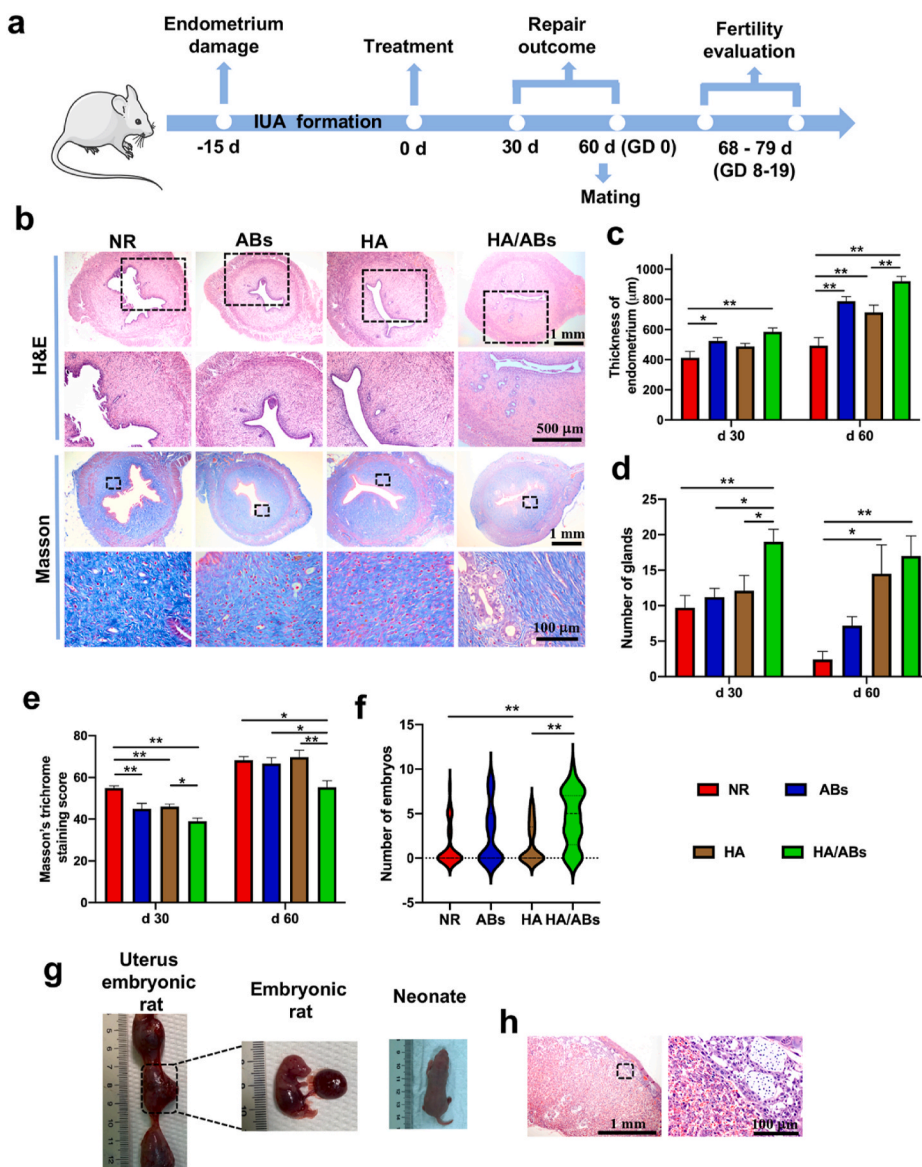 a
Endometrium
damage
Treatment
Repair
outcome
Fertility
evaluation
IUA formation
-15 d
0 d
30 d
60 d (GD 0)
68 - 79 d
(GD 8-19)
Mating
b
NR
ABs
HA
HA/ABs
H&E
1 mm
500 μm
Masson
1 mm
100 μm
c
Thickness of
endometrium (μm)
1000
800
600
400
200
0
**
*
**
**
**
**
d 30
d 60
d
Number of glands
25
20
15
10
5
0
**
*
*
**
*
d 30
d 60
e
Masson's trichrome
staining score
80
60
40
20
0
**
**
**
*
*
*
**
d 30
d 60
f
Number of embryos
15
10
5
0
-5
**
**
NR
ABs
HA
HA/ABs
NR
ABs
HA
HA/ABs
g
Uterus
embryonic
rat
Embryonic
rat
Neonate
h
1 mm
100 μm